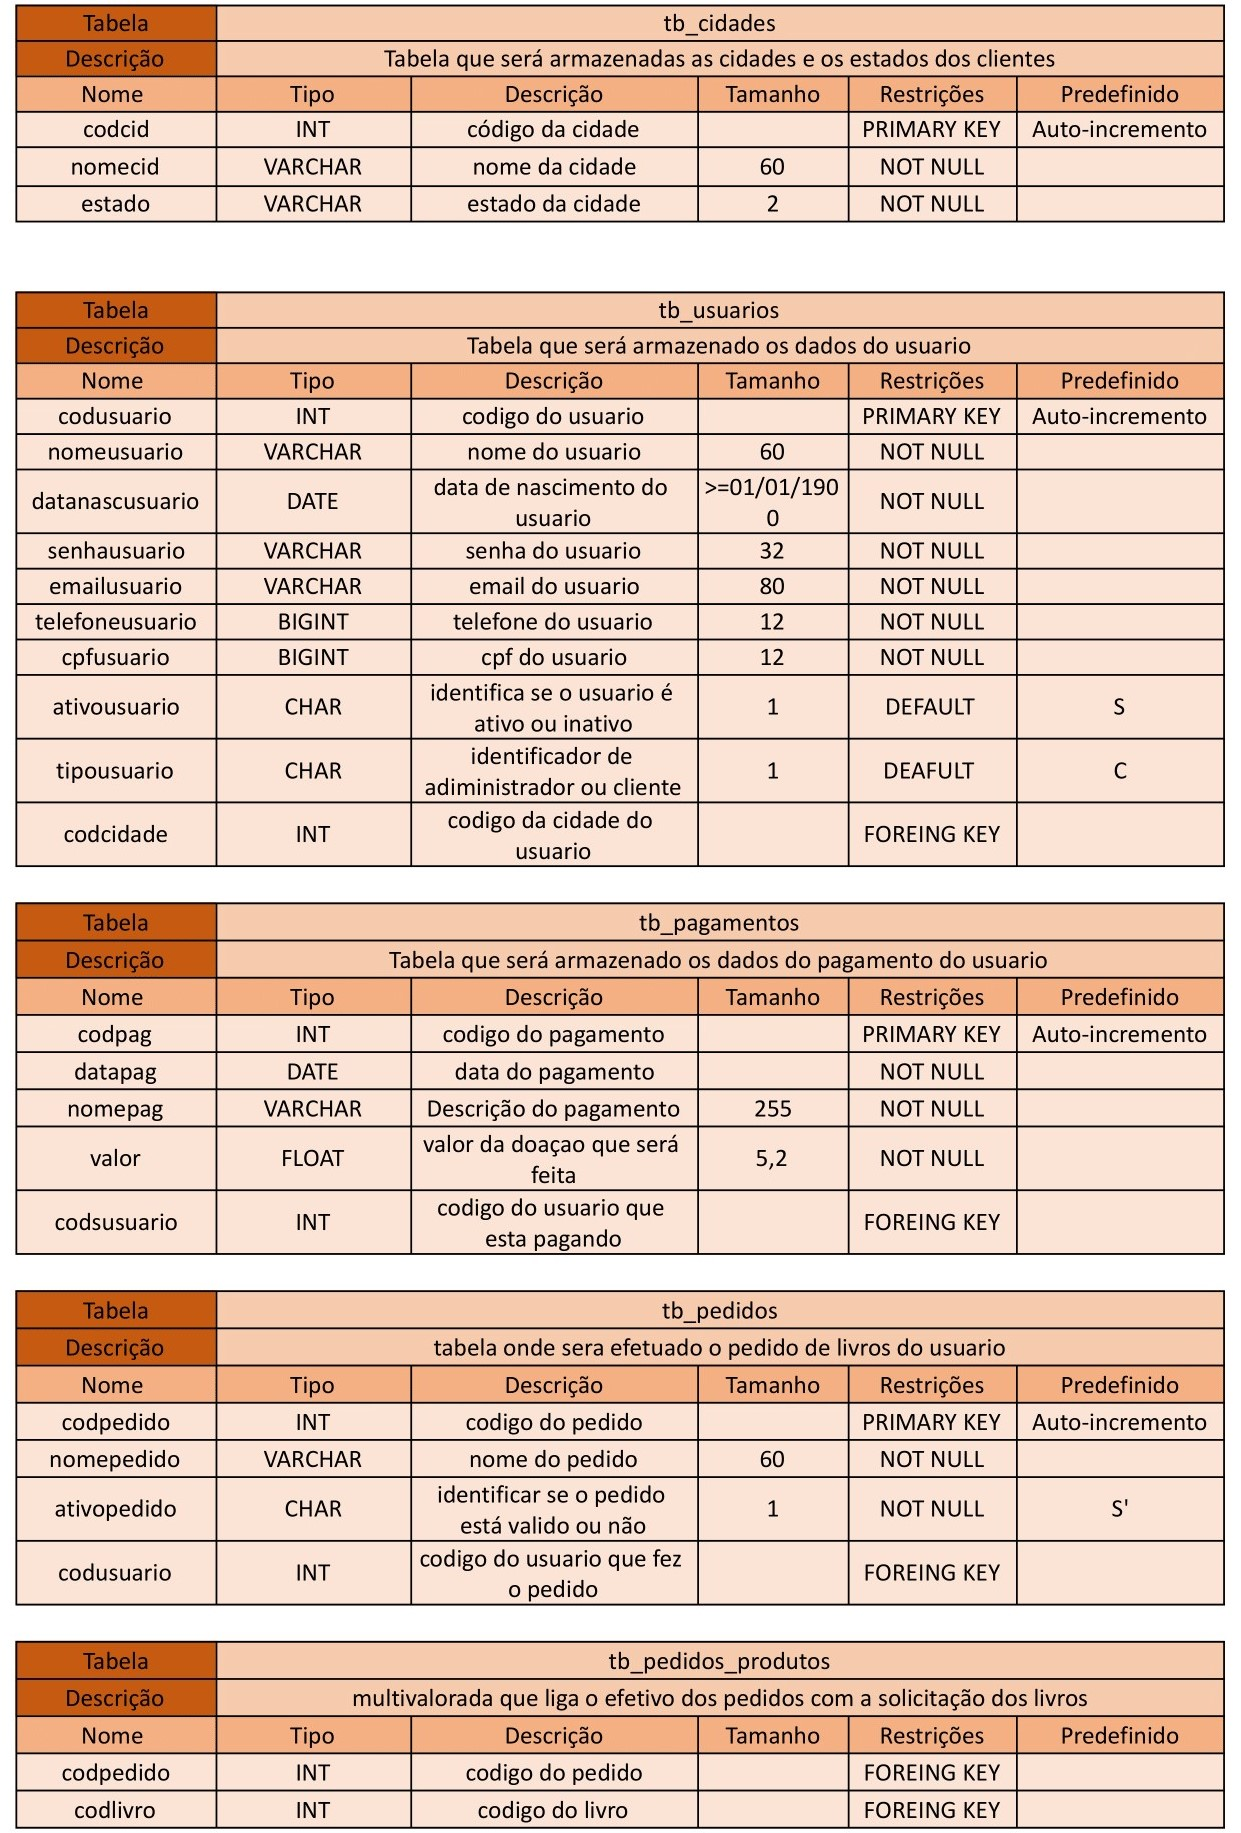 Tabela tb_cidades
Descrição Tabela que será armazenadas as cidades e os estados dos clientes
Nome Tipo Descrição Tamanho Restrições Predefinido
codcid INT código da cidade PRIMARY KEY Auto-incremento
nomecid VARCHAR nome da cidade 60 NOT NULL
estado VARCHAR estado da cidade 2 NOT NULL
Tabela tb_usuarios
Descrição Tabela que será armazenado os dados do usuario
Nome Tipo Descrição Tamanho Restrições Predefinido
codusuario INT codigo do usuario PRIMARY KEY Auto-incremento
nomeusuario VARCHAR nome do usuario 60 NOT NULL
datanascusuario DATE data de nascimento do
usuario >=01/01/190
0 NOT NULL
senhausuario VARCHAR senha do usuario 32 NOT NULL
emailusuario VARCHAR email do usuario 80 NOT NULL
telefoneusuario BIGINT telefone do usuario 12 NOT NULL
cpfusuario BIGINT cpf do usuario 12 NOT NULL
ativousuario CHAR identifica se o usuario é
ativo ou inativo 1 DEFAULT S
tipousuario CHAR identificador de
adiministrador ou cliente 1 DEAFULT C
codcidade INT codigo da cidade do
usuario FOREING KEY
Tabela tb_pagamentos
Descrição Tabela que será armazenado os dados do pagamento do usuario
Nome Tipo Descrição Tamanho Restrições Predefinido
codpag INT codigo do pagamento PRIMARY KEY Auto-incremento
datapag DATE data do pagamento NOT NULL
nomepag VARCHAR Descrição do pagamento 255 NOT NULL
valor FLOAT valor da doaçao que será
feita 5,2 NOT NULL
codsusuario INT codigo do usuario que
esta pagando FOREING KEY
Tabela tb_pedidos
Descrição tabela onde sera efetuado o pedido de livros do usuario
Nome Tipo Descrição Tamanho Restrições Predefinido
codpedido INT codigo do pedido PRIMARY KEY Auto-incremento
nomepedido VARCHAR nome do pedido 60 NOT NULL
ativopedido CHAR identificar se o pedido
está valido ou não 1 NOT NULL S'
codusuario INT codigo do usuario que fez
o pedido FOREING KEY
Tabela tb_pedidos_produtos
Descrição multivalorada que liga o efetivo dos pedidos com a solicitação dos livros
Nome Tipo Descrição Tamanho Restrições Predefinido
codpedido INT codigo do pedido FOREING KEY
codlivro INT codigo do livro FOREING KEY